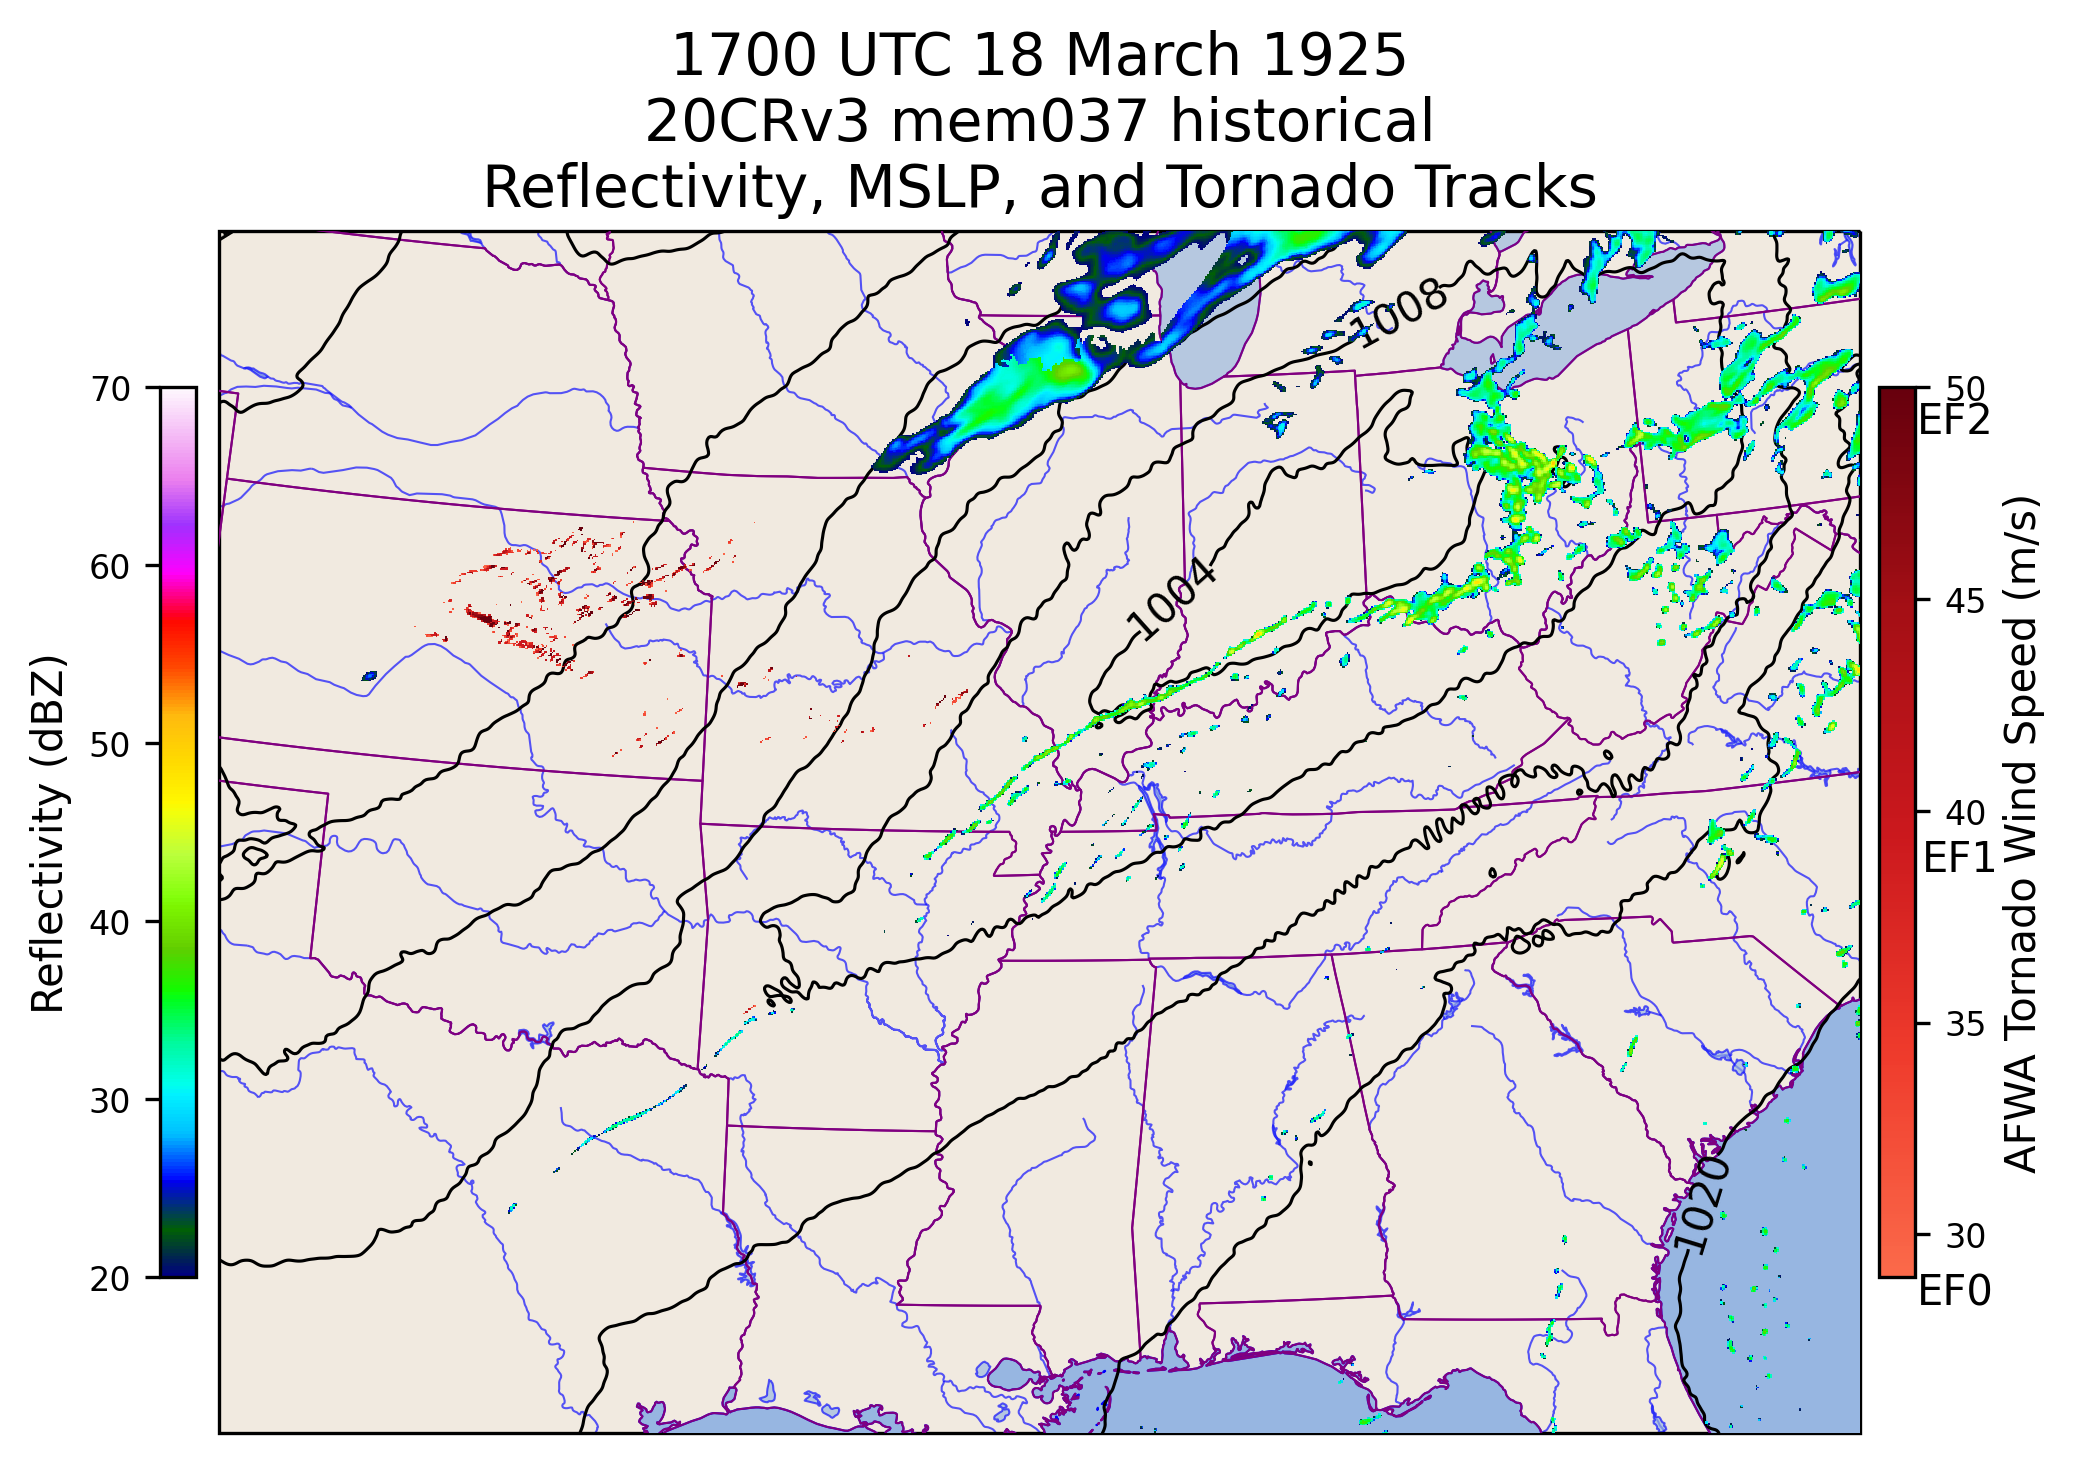 1700 UTC 18 March 1925
20CRv3 mem037 historical
Reflectivity, MSLP, and Tornado Tracks
1008
1004
1020
70
60
50
40
30
20
Reflectivity (dBZ)
50
EF2
45
40
EF1
35
30
EF0
AFWA Tornado Wind Speed (m/s)